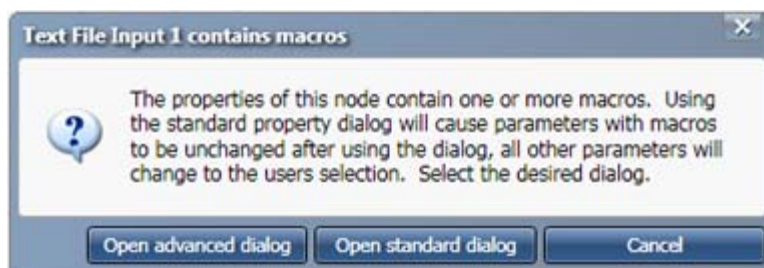 Text File Input 1 contains macros
The properties of this node contain one or more macros. Using
the standard property dialog will cause parameters with macros
to be unchanged after using the dialog, all other parameters will
change to the users selection. Select the desired dialog.
Open advanced dialog Open standard dialog Cancel